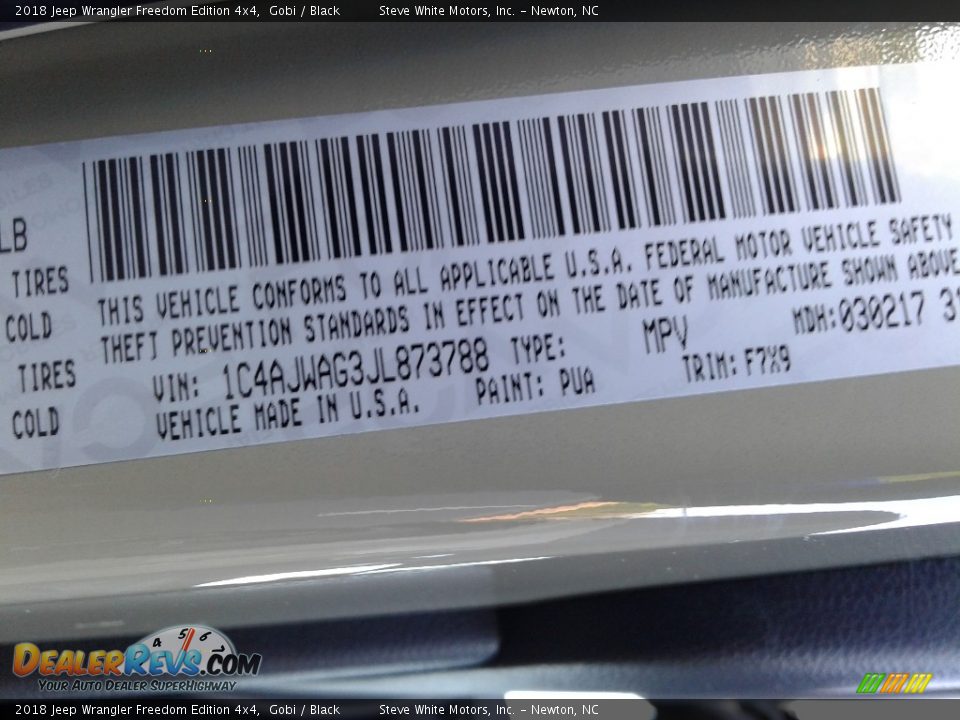 2018 Jeep Wrangler Freedom Edition 4x4, Gobi / Black Steve White Motors, Inc. - Newton, NC
LB
TIRES
COLD
TIRES
COLD
THIS VEHICLE CONFORMS TO ALL APPLICABLE U.S.A. FEDERAL MOTOR VEHICLE SAFETY
THEFT PREVENTION STANDARDS IN EFFECT ON THE DATE OF MANUFACTURE SHOWN ABOVE
VIN: 1C4AJWAG3JL873788 TYPE: MPV MDH:030217
VEHICLE MADE IN U.S.A. PAINT: PUA TRIM: F7X9
4 5 6
DEALERREVS.COM
YOUR AUTO DEALER SUPERHIGHWAY
2018 Jeep Wrangler Freedom Edition 4x4, Gobi / Black Steve White Motors, Inc. - Newton, NC